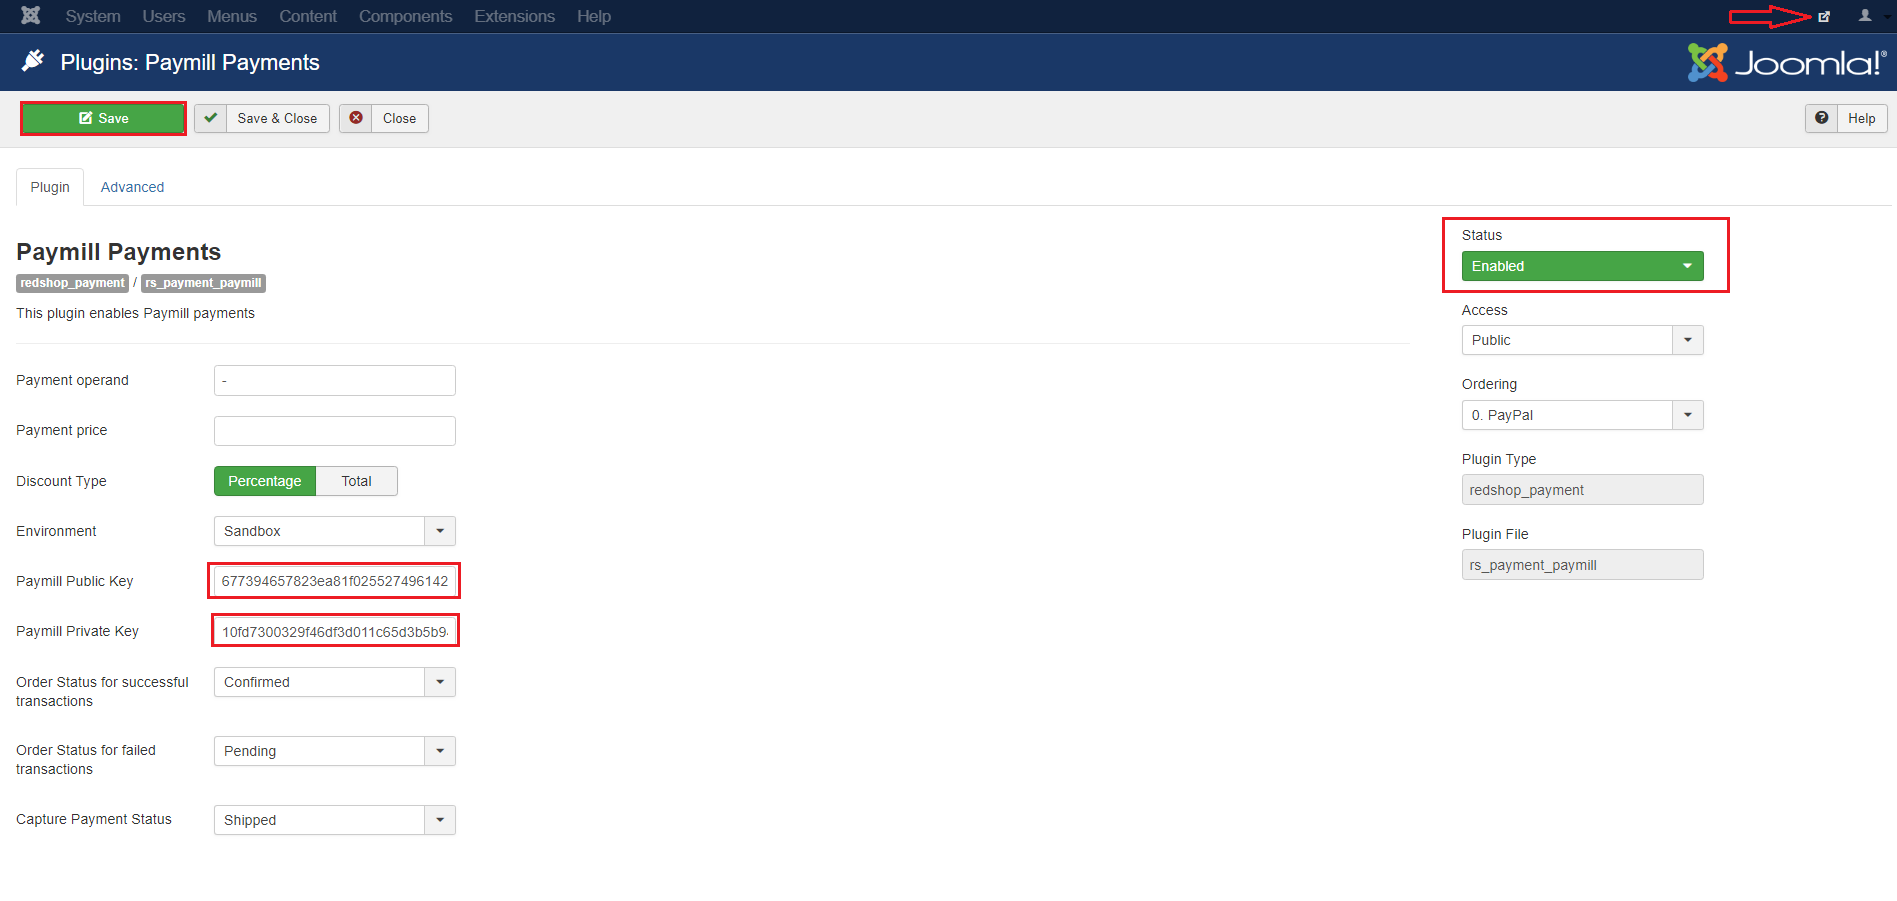 System Users Menus Content Components Extensions Help
Plugins: Paymill Payments
Joomla!®
Save
Save & Close
Close
Help
Plugin
Advanced
Paymill Payments
redshop_payment / rs_payment_paymill
This plugin enables Paymill payments
Payment operand
-
Payment price
Discount Type
Percentage
Total
Environment
Sandbox
Paymill Public Key
677394657823ea81f025527496142
Paymill Private Key
10fd7300329f46df3d011c65d3b5b9
Order Status for successful
transactions
Confirmed
Order Status for failed
transactions
Pending
Capture Payment Status
Shipped
Status
Enabled
Access
Public
Ordering
0. PayPal
Plugin Type
redshop_payment
Plugin File
rs_payment_paymill